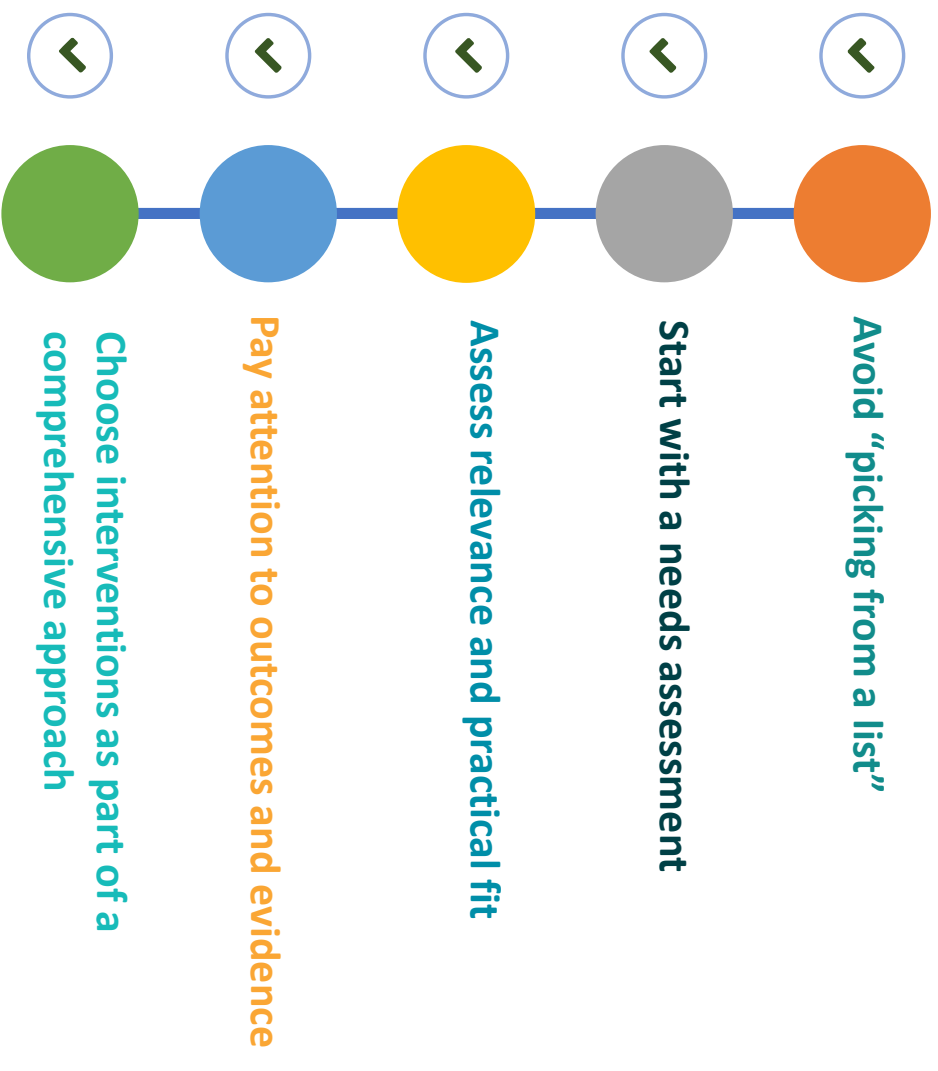 Avoid “picking from a list”
Start with a needs assessment
Assess relevance and practical fit
Pay attention to outcomes and evidence
Choose interventions as part of a
comprehensive approach